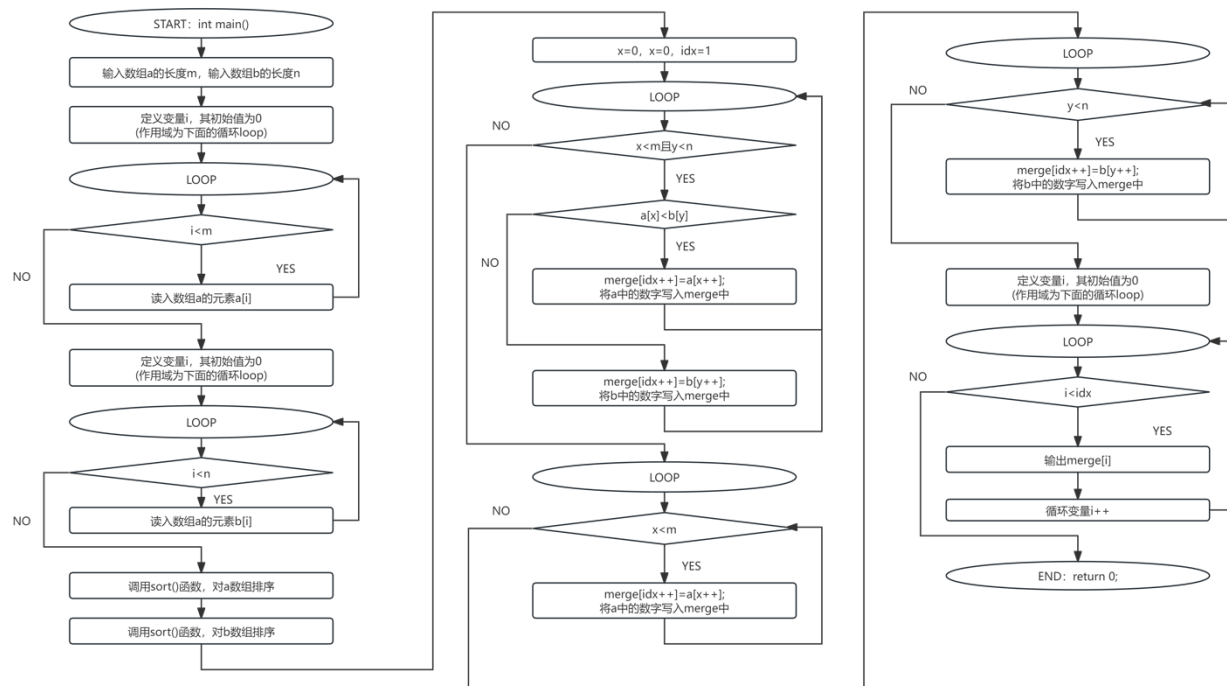 START：int main()
输入数组a的长度m，输入数组b的长度n
定义变量i，其初始值为0
(作用域为下面的循环loop)
LOOP
i<m
YES
NO
读入数组a的元素a[i]
定义变量i，其初始值为0
(作用域为下面的循环loop)
LOOP
i<n
YES
NO
读入数组a的元素b[i]
调用sort()函数，对a数组排序
调用sort()函数，对b数组排序
x=0，x=0，idx=1
LOOP
NO
x<m且y<n
YES
a[x]<b[y]
NO
YES
merge[idx++]=a[x++];
将a中的数字写入merge中
merge[idx++]=b[y++];
将b中的数字写入merge中
LOOP
NO
x<m
YES
merge[idx++]=a[x++];
将a中的数字写入merge中
LOOP
NO
y<n
YES
merge[idx++]=b[y++];
将b中的数字写入merge中
定义变量i，其初始值为0
(作用域为下面的循环loop)
LOOP
NO
i<idx
YES
输出merge[i]
循环变量i++
END：return 0;